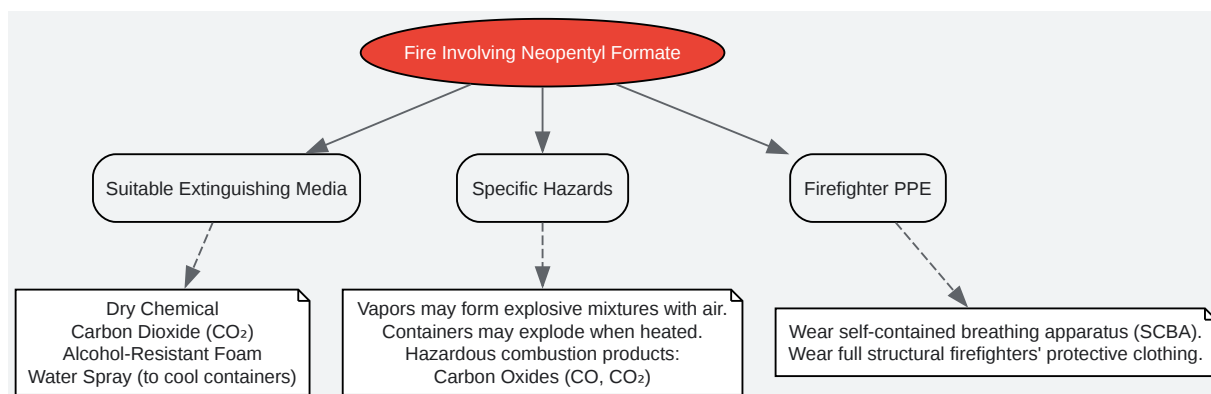 Fire Involving Neopentyl Formate
Suitable Extinguishing Media
Specific Hazards
Firefighter PPE
Dry Chemical
Carbon Dioxide (CO₂)
Alcohol-Resistant Foam
Water Spray (to cool containers)
Vapors may form explosive mixtures with air.
Containers may explode when heated.
Hazardous combustion products:
Carbon Oxides (CO, CO₂)
Wear self-contained breathing apparatus (SCBA).
Wear full structural firefighters' protective clothing.